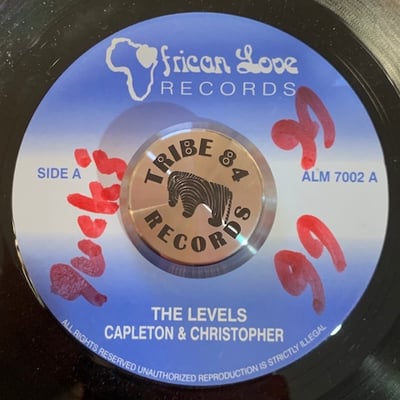 African Love
RECORDS
SIDE A
ALM 7002 A
TRIBE 84
RECORDS
THE LEVELS
CAPLETON & CHRISTOPHER
ALL RIGHTS RESERVED UNAUTHORIZED REPRODUCTION IS STRICTLY ILLEGAL